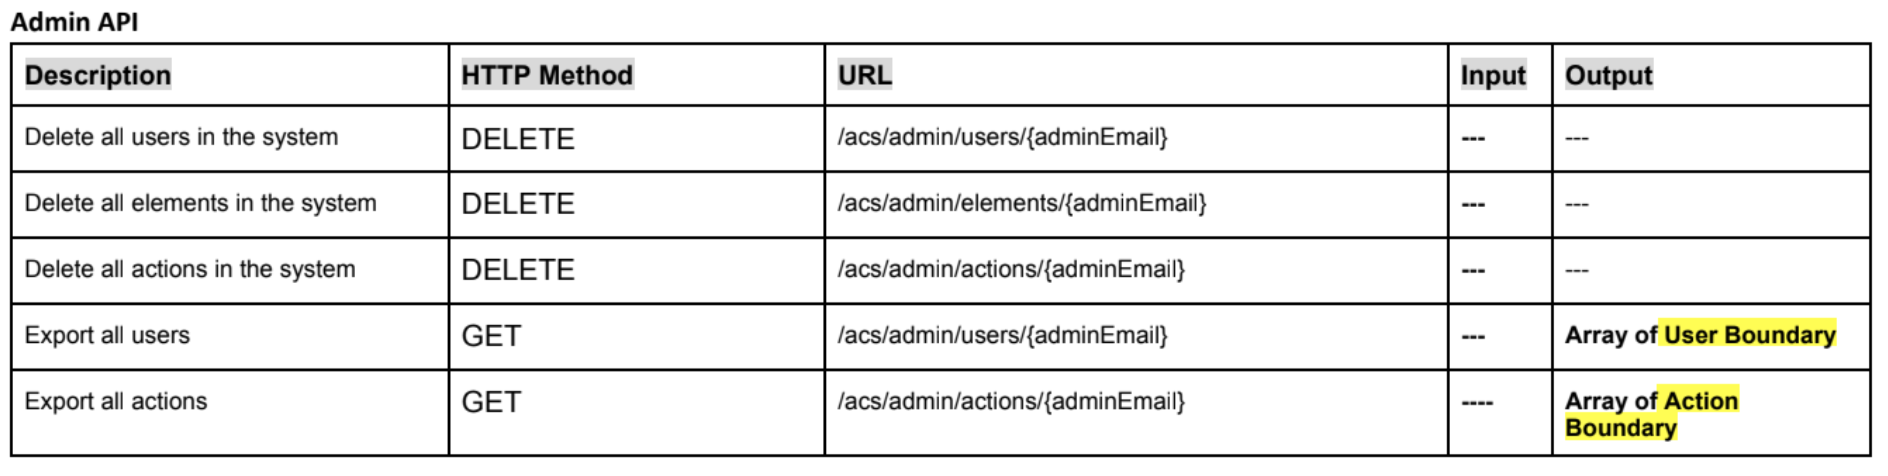 Admin API
Description HTTP Method URL Input Output
Delete all users in the system DELETE /acs/admin/users/{adminEmail} --- ---
Delete all elements in the system DELETE /acs/admin/elements/{adminEmail} --- ---
Delete all actions in the system DELETE /acs/admin/actions/{adminEmail} --- ---
Export all users GET /acs/admin/users/{adminEmail} --- Array of User Boundary
Export all actions GET /acs/admin/actions/{adminEmail} ---- Array of Action
Boundary